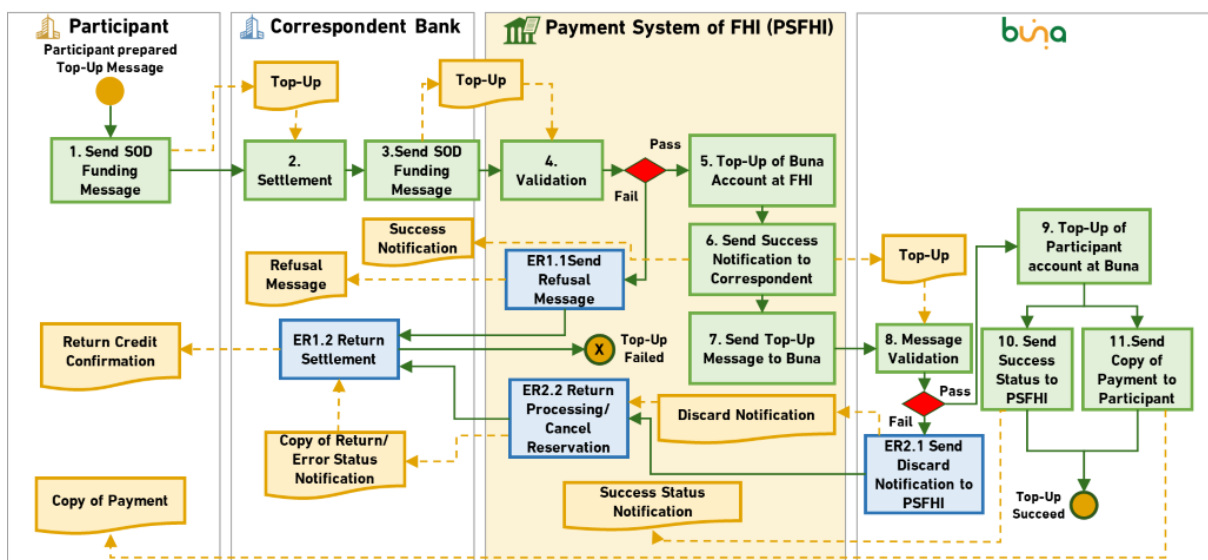 Participant
Correspondent Bank
Payment System of FHI (PSFHI)
buna
Participant prepared
Top-Up Message
Top-Up
Top-Up
1. Send SOD
Funding
Message
2.
Settlement
3.Send SOD
Funding
Message
4.
Validation
Pass
Fail
5. Top-Up of Buna
Account at FHI
Success
Notification
6. Send Success
Notification to
Correspondent
Top-Up
9. Top-Up of
Participant
account at Buna
Refusal
Message
ER1.1Send
Refusal
Message
Return Credit
Confirmation
ER1.2 Return
Settlement
X
Top-Up
Failed
7. Send Top-Up
Message to Buna
8. Message
Validation
Pass
Fail
10. Send
Success
Status to
PSFHI
11.Send
Copy of
Payment to
Participant
Copy of Return/
Error Status
Notification
ER2.2 Return
Processing/
Cancel
Reservation
Discard Notification
ER2.1 Send
Discard
Notification to
PSFHI
Copy of Payment
Success Status
Notification
Top-Up
Succeed